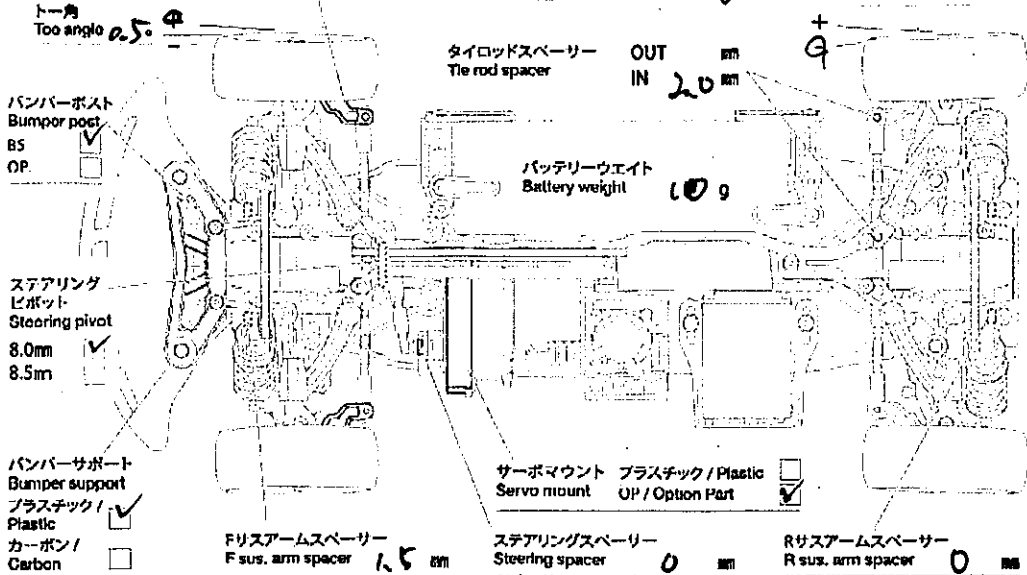 トー角
Toe angle 0.5°
+
-
+
-
タイロッドスペーサー
Tie rod spacer
OUT mm
IN 2.0 mm
バンパーポスト
Bumper post
BS ✓
OP.
バッテリーウエイト
Battery weight g
ステアリング
ピボット
Steering pivot
8.0mm ✓
8.5mm
バンパーサポート
Bumper support
プラスチック /
Plastic ✓
カーボン /
Carbon
サーボマウント プラスチック / Plastic
Servo mount OP / Option Part ✓
Fサスアームスペーサー
F sus. arm spacer 1.5 mm
ステアリングスペーサー
Steering spacer 0 mm
Rサスアームスペーサー
R sus. arm spacer 0 mm